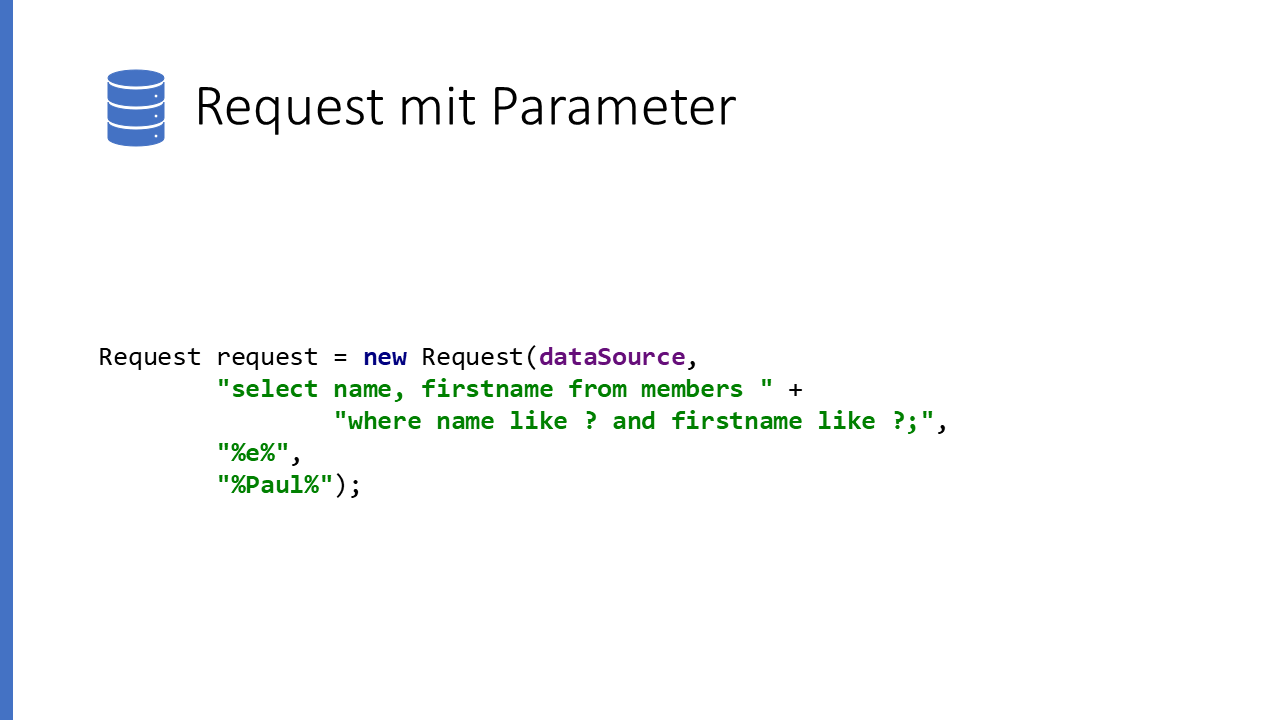 Request mit Parameter
Request request = new Request(dataSource,
"select name, firstname from members " +
"where name like ? and firstname like ?;",
"%e%",
"%Paul%");